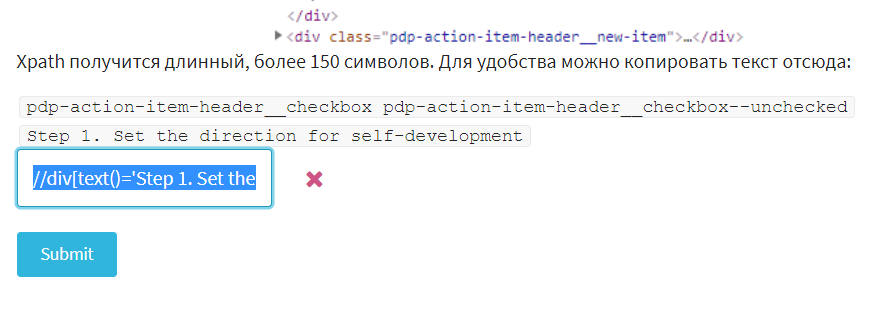 </div>
<div class="pdp-action-item-header__new-item">…</div>
Xpath получится длинный, более 150 символов. Для удобства можно копировать текст отсюда:
pdp-action-item-header__checkbox pdp-action-item-header__checkbox--unchecked
Step 1. Set the direction for self-development
//div[text()='Step 1. Set the
Submit